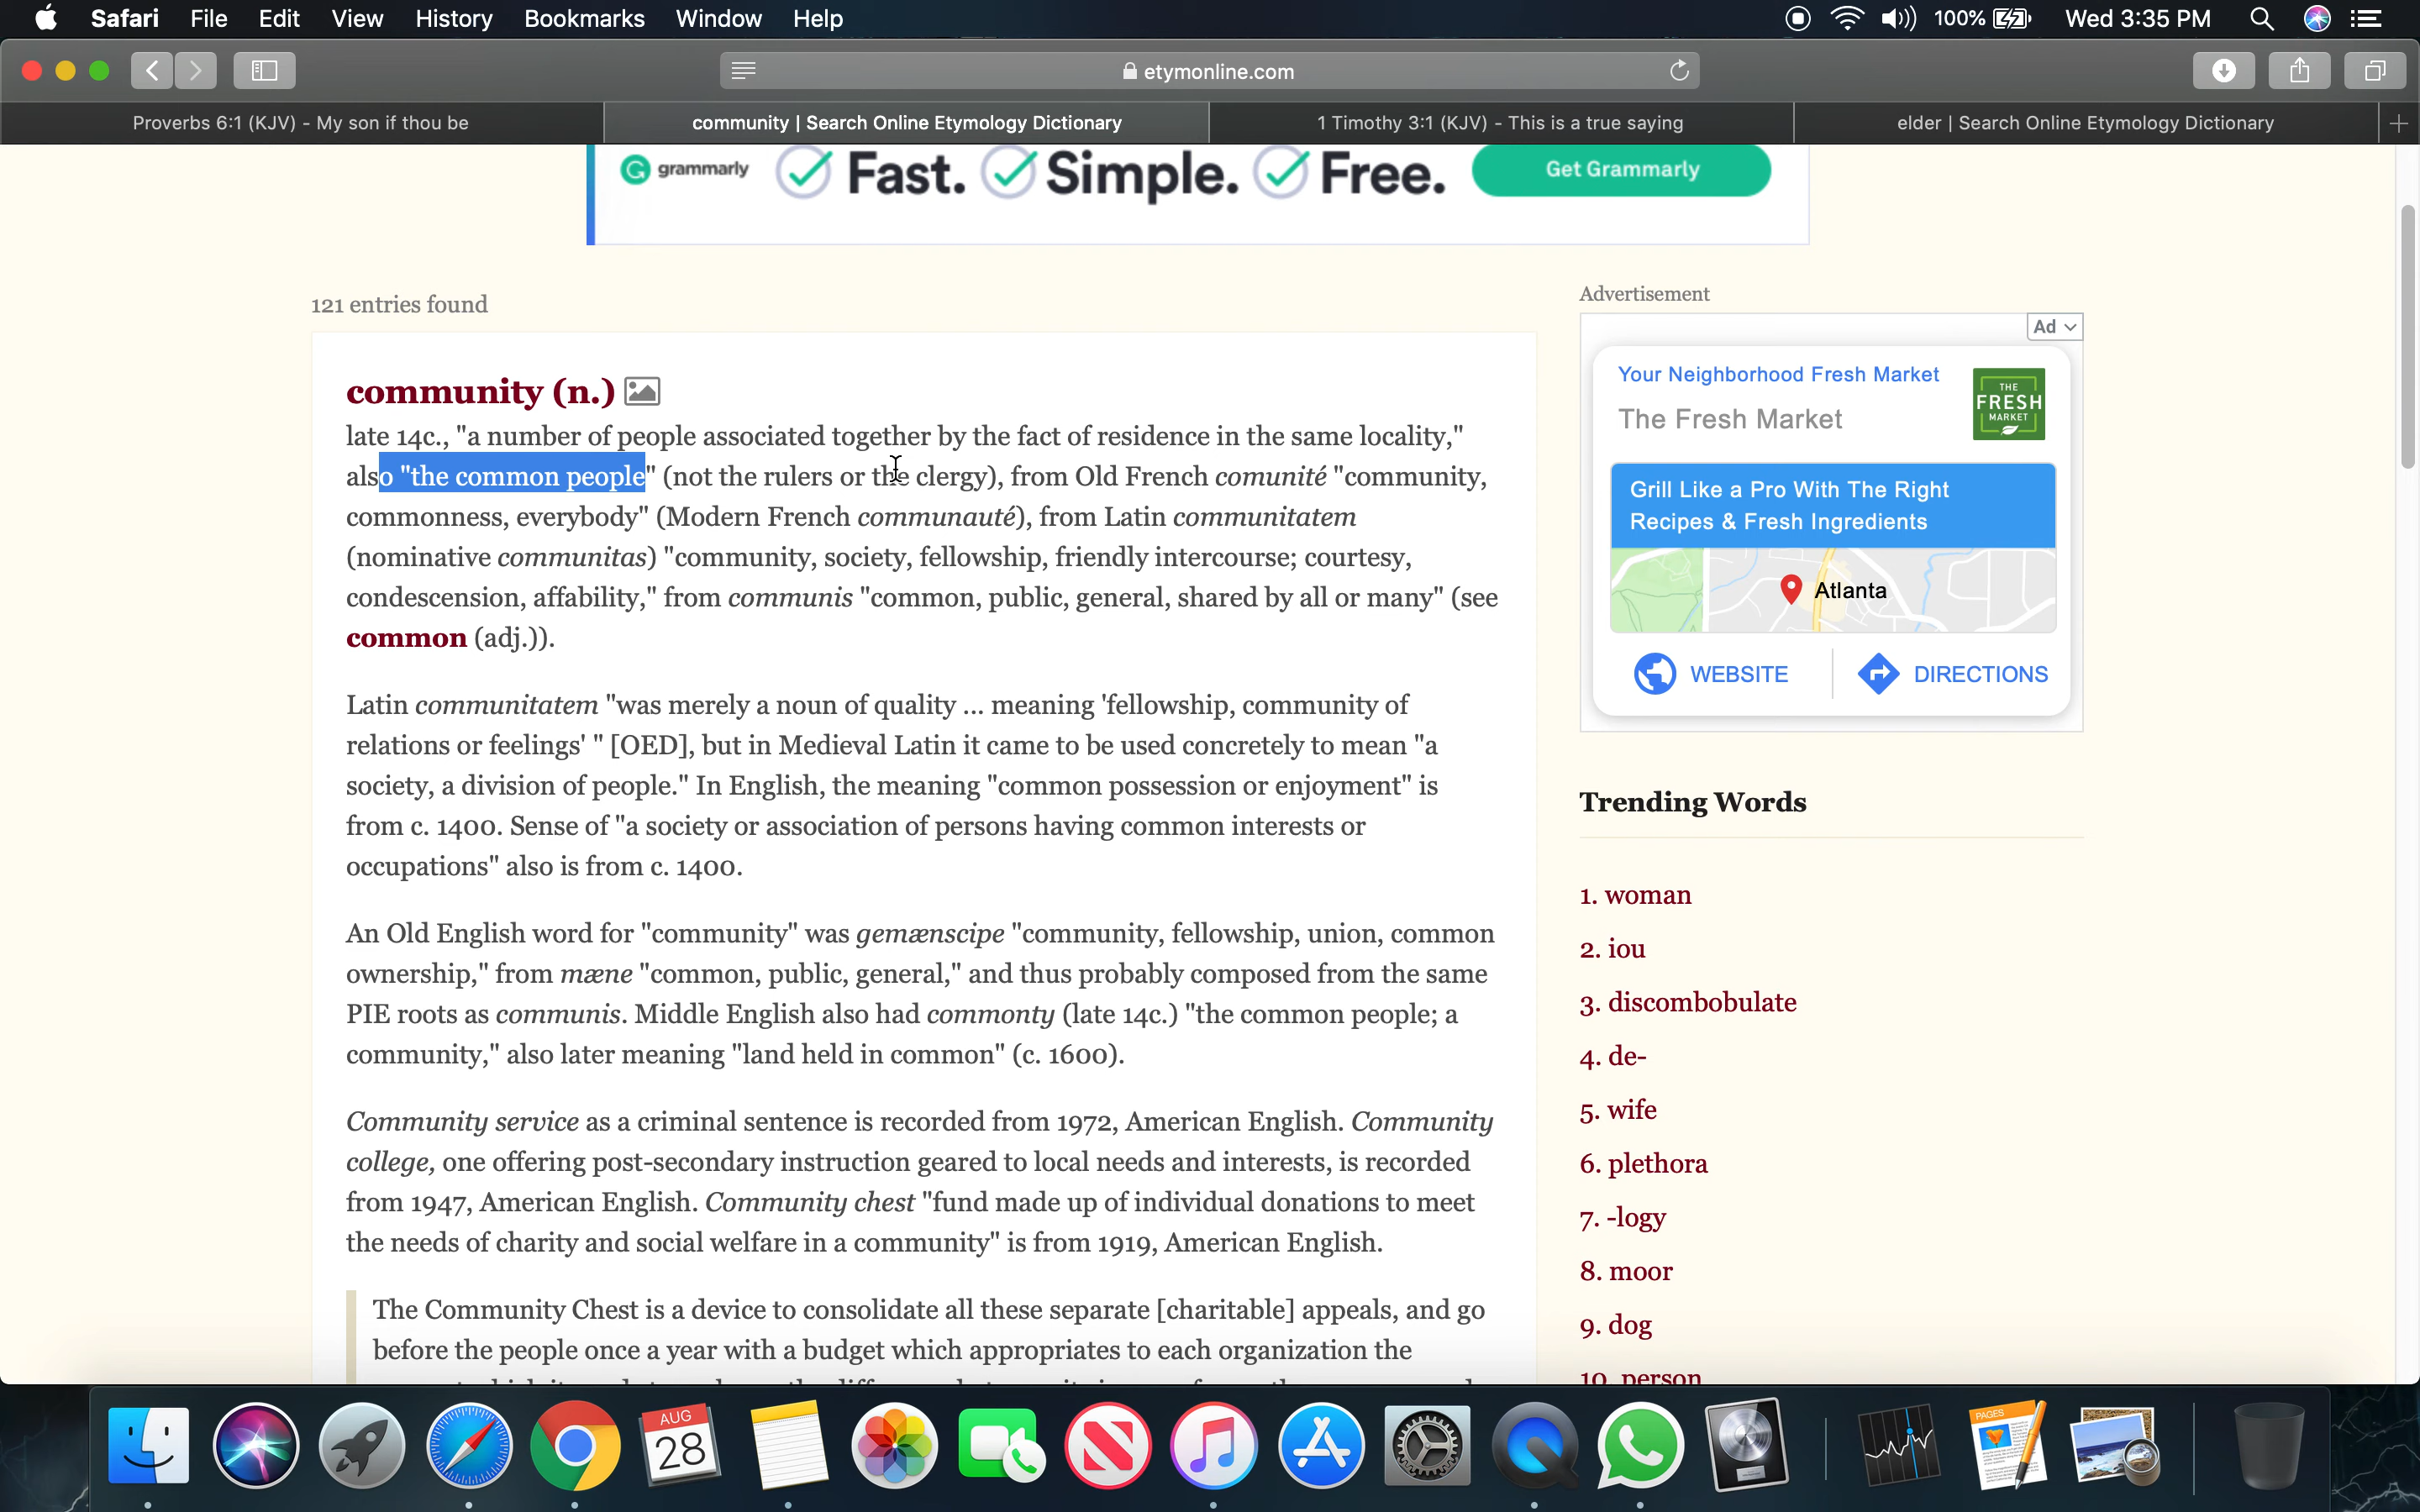 Safari File Edit View History Bookmarks Window Help 100% Wed 3:35 PM
etymonline.com
Proverbs 6:1 (KJV) - My son if thou be
community | Search Online Etymology Dictionary
1 Timothy 3:1 (KJV) - This is a true saying
elder | Search Online Etymology Dictionary
grammarly Fast. Simple. Free. Get Grammarly
121 entries found
community (n.)
late 14c., "a number of people associated together by the fact of residence in the same locality,"
also "the common people" (not the rulers or the clergy), from Old French comunité "community,
commonness, everybody" (Modern French communauté), from Latin communitatem
(nominative communitas) "community, society, fellowship, friendly intercourse; courtesy,
condescension, affability," from communis "common, public, general, shared by all or many" (see
common (adj.)).
Latin communitatem "was merely a noun of quality ... meaning 'fellowship, community of
relations or feelings' " [OED], but in Medieval Latin it came to be used concretely to mean "a
society, a division of people." In English, the meaning "common possession or enjoyment" is
from c. 1400. Sense of "a society or association of persons having common interests or
occupations" also is from c. 1400.
An Old English word for "community" was gemænscipe "community, fellowship, union, common
ownership," from mæne "common, public, general," and thus probably composed from the same
PIE roots as communis. Middle English also had commonty (late 14c.) "the common people; a
community," also later meaning "land held in common" (c. 1600).
Community service as a criminal sentence is recorded from 1972, American English. Community
college, one offering post-secondary instruction geared to local needs and interests, is recorded
from 1947, American English. Community chest "fund made up of individual donations to meet
the needs of charity and social welfare in a community" is from 1919, American English.
The Community Chest is a device to consolidate all these separate [charitable] appeals, and go
before the people once a year with a budget which appropriates to each organization the
Advertisement
Ad
Your Neighborhood Fresh Market
The Fresh Market
THE
FRESH
MARKET
Grill Like a Pro With The Right
Recipes & Fresh Ingredients
Atlanta
WEBSITE
DIRECTIONS
Trending Words
1. woman
2. iou
3. discombobulate
4. de-
5. wife
6. plethora
7. -logy
8. moor
9. dog
10. person
AUG
28
PAGES